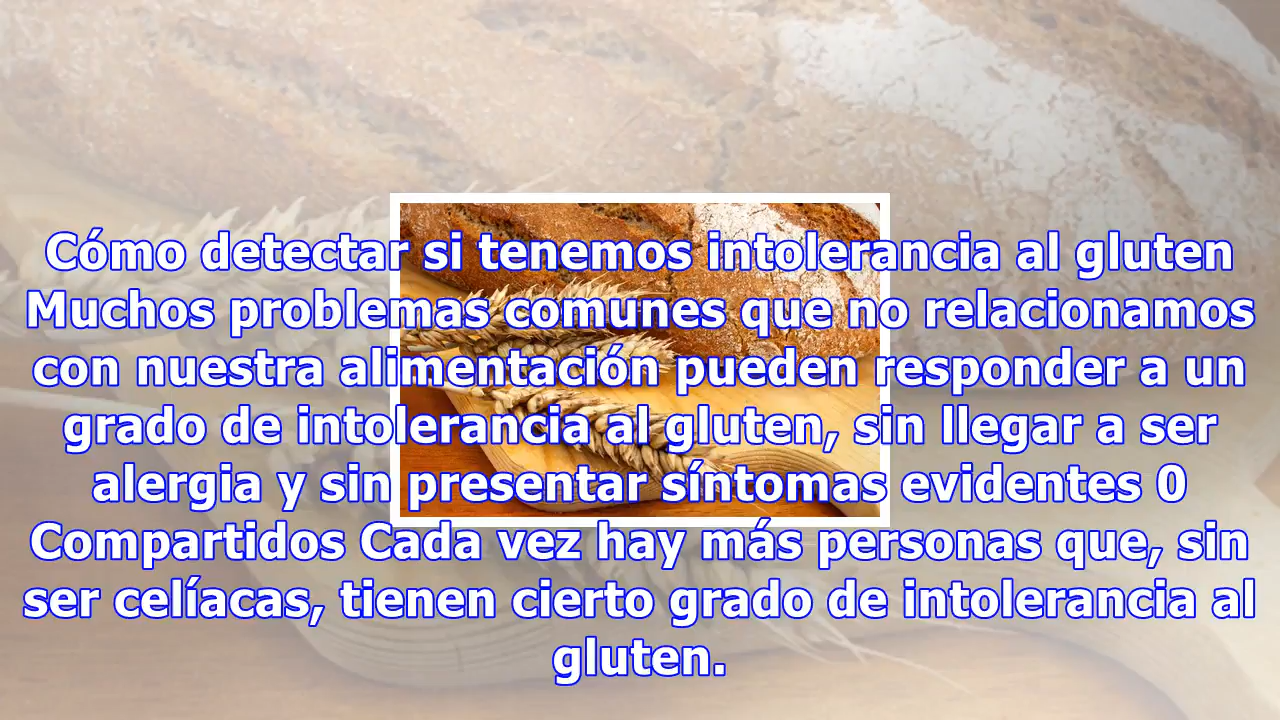 Cómo detectar si tenemos intolerancia al gluten
Muchos problemas comunes que no relacionamos
con nuestra alimentación pueden responder a un
grado de intolerancia al gluten, sin llegar a ser
alergia y sin presentar síntomas evidentes 0
Compartidos Cada vez hay más personas que, sin
ser celíacas, tienen cierto grado de intolerancia al
gluten.